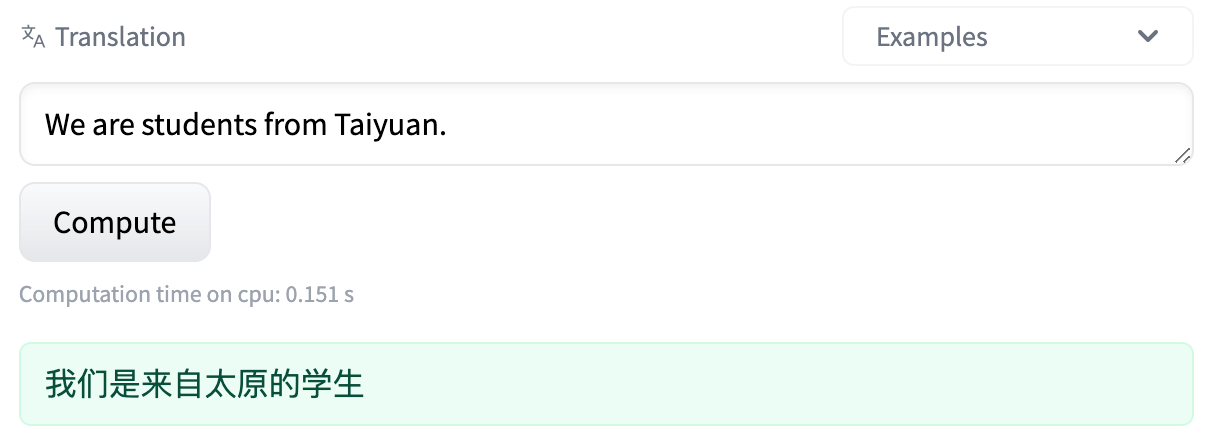 Translation
Examples
We are students from Taiyuan.
Compute
Computation time on cpu: 0.151 s
我们是来自太原的学生